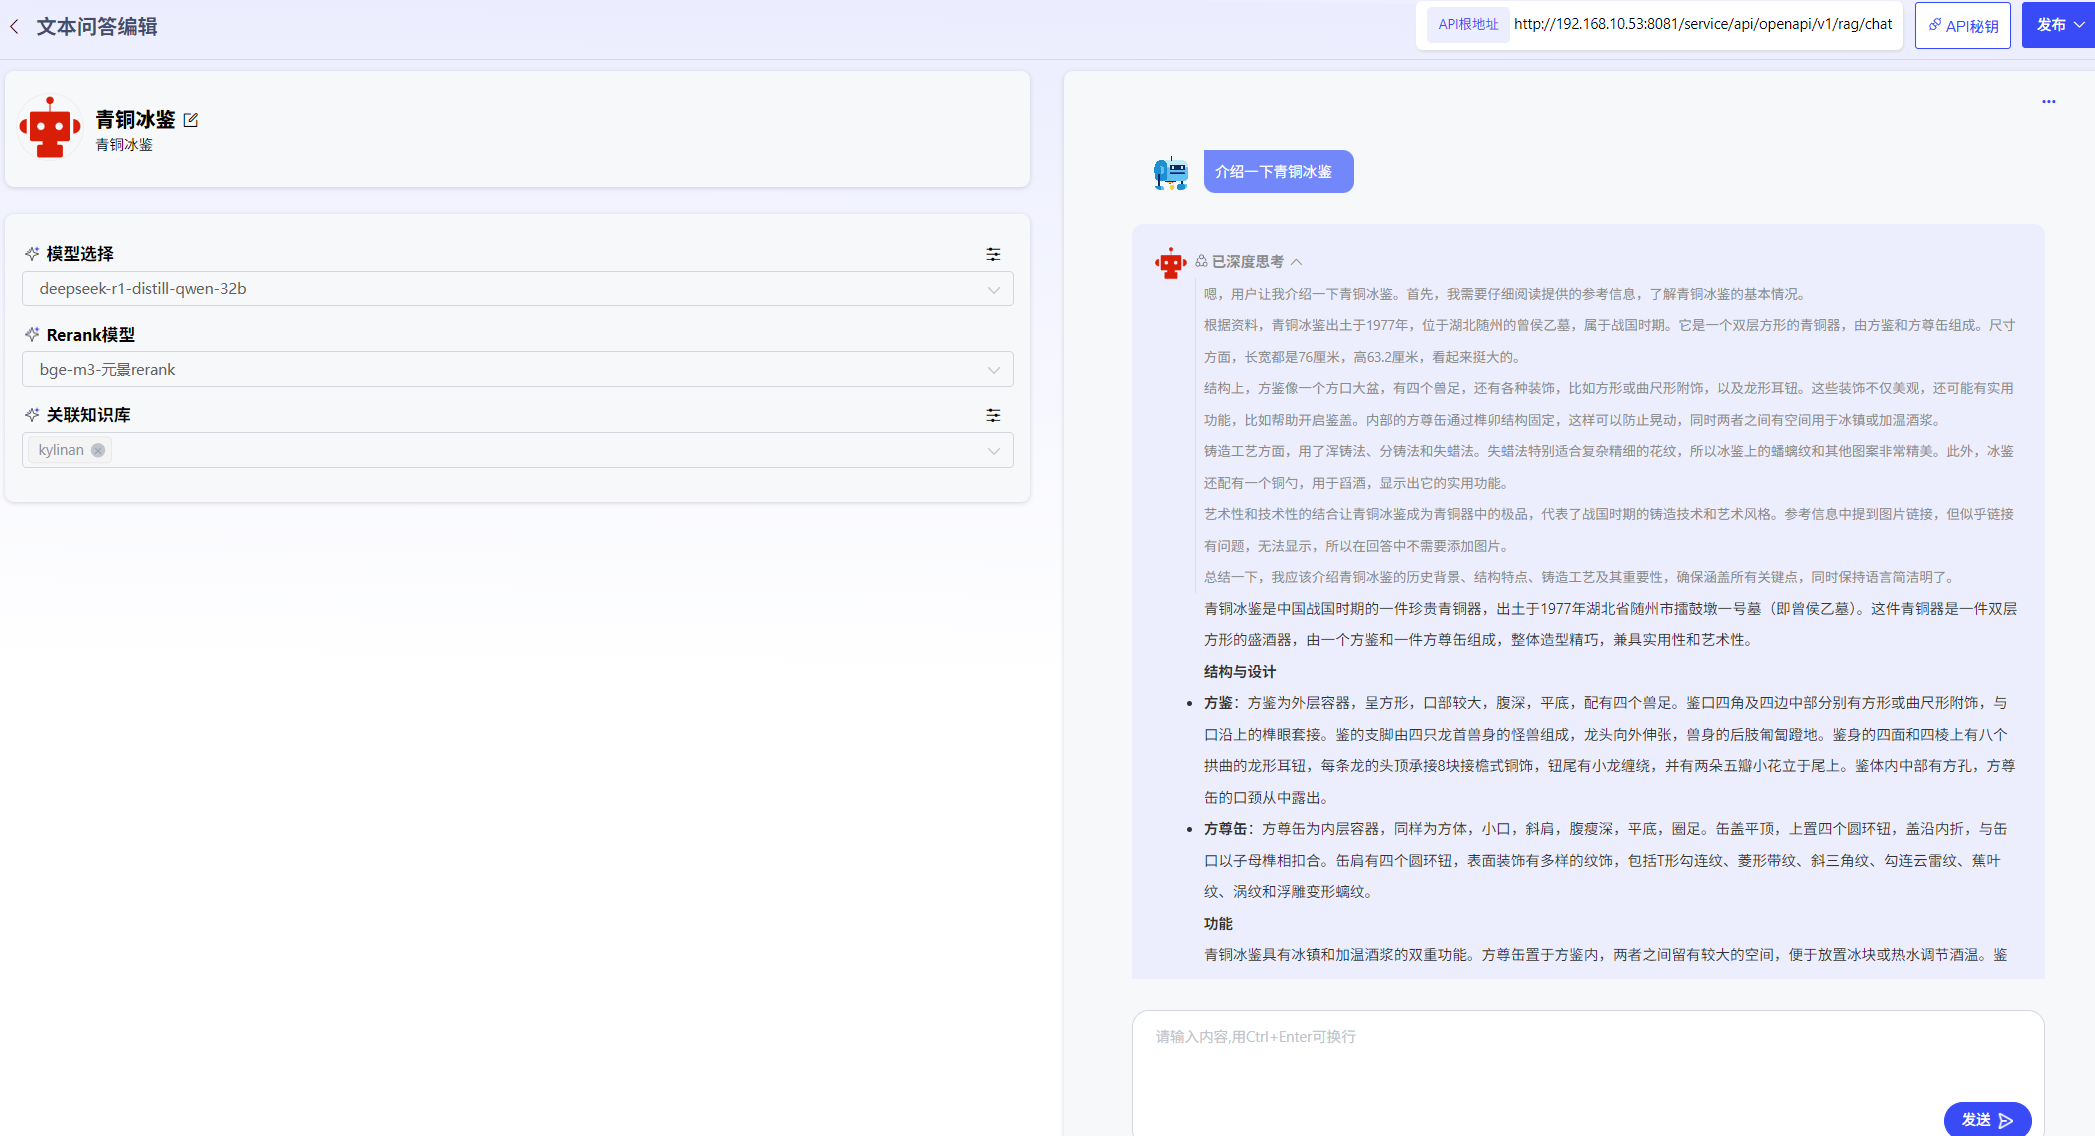 文本问答编辑
API根地址 http://192.168.10.53:8081/service/api/openapi/v1/rag/chat
API秘钥
发布
青铜冰鉴
青铜冰鉴
模型选择
deepseek-r1-distill-qwen-32b
Rerank模型
bge-m3-元景rerank
关联知识库
kylinan
介绍一下青铜冰鉴
已深度思考
嗯，用户让我介绍一下青铜冰鉴。首先，我需要仔细阅读提供的参考信息，了解青铜冰鉴的基本情况。
根据资料，青铜冰鉴出土于1977年，位于湖北随州的曾侯乙墓，属于战国时期。它是一个双层方形的青铜器，由方鉴和方尊缶组成。尺寸
方面，长宽都是76厘米，高63.2厘米，看起来挺大的。
结构上，方鉴像一个方口大盆，有四个兽足，还有各种装饰，比如方形或曲尺形附饰，以及龙形耳钮。这些装饰不仅美观，还可能有实用
功能，比如帮助开启鉴盖。内部的方尊缶通过榫卯结构固定，这样可以防止晃动，同时两者之间有空间用于冰镇或加温酒浆。
铸造工艺方面，用了浑铸法、分铸法和失蜡法。失蜡法特别适合复杂精细的花纹，所以冰鉴上的蟠螭纹和其他图案非常精美。此外，冰鉴
还配有一个铜勺，用于舀酒，显示出它的实用功能。
艺术性和技术性的结合让青铜冰鉴成为青铜器中的极品，代表了战国时期的铸造技术和艺术风格。参考信息中提到图片链接，但似乎链接
有问题，无法显示，所以在回答中不需要添加图片。
总结一下，我应该介绍青铜冰鉴的历史背景、结构特点、铸造工艺及其重要性，确保涵盖所有关键点，同时保持语言简洁明了。
青铜冰鉴是中国战国时期的一件珍贵青铜器，出土于1977年湖北省随州市擂鼓墩一号墓（即曾侯乙墓）。这件青铜器是一件双层
方形的盛酒器，由一个方鉴和一件方尊缶组成，整体造型精巧，兼具实用性和艺术性。
结构与设计
• 方鉴：方鉴为外层容器，呈方形，口部较大，腹深，平底，配有四个兽足。鉴口四角及四边中部分别有方形或曲尺形附饰，与
口沿上的榫眼套接。鉴的支脚由四只龙首兽身的怪兽组成，龙头向外伸张，兽身的后肢匍匐蹬地。鉴身的四面和四棱上有八个
拱曲的龙形耳钮，每条龙的头顶承接8块接檐式铜饰，钮尾有小龙缠绕，并有两朵五瓣小花立于尾上。鉴体内中部有方孔，方尊
缶的口颈从中露出。
• 方尊缶：方尊缶为内层容器，同样为方体，小口，斜肩，腹瘦深，平底，圈足。缶盖平顶，上置四个圆环钮，盖沿内折，与缶
口以子母榫相扣合。缶肩有四个圆环钮，表面装饰有多样的纹饰，包括T形勾连纹、菱形带纹、斜三角纹、勾连云雷纹、蕉叶
纹、涡纹和浮雕变形螭纹。
功能
青铜冰鉴具有冰镇和加温酒浆的双重功能。方尊缶置于方鉴内，两者之间留有较大的空间，便于放置冰块或热水调节酒温。鉴
请输入内容,用Ctrl+Enter可换行
发送